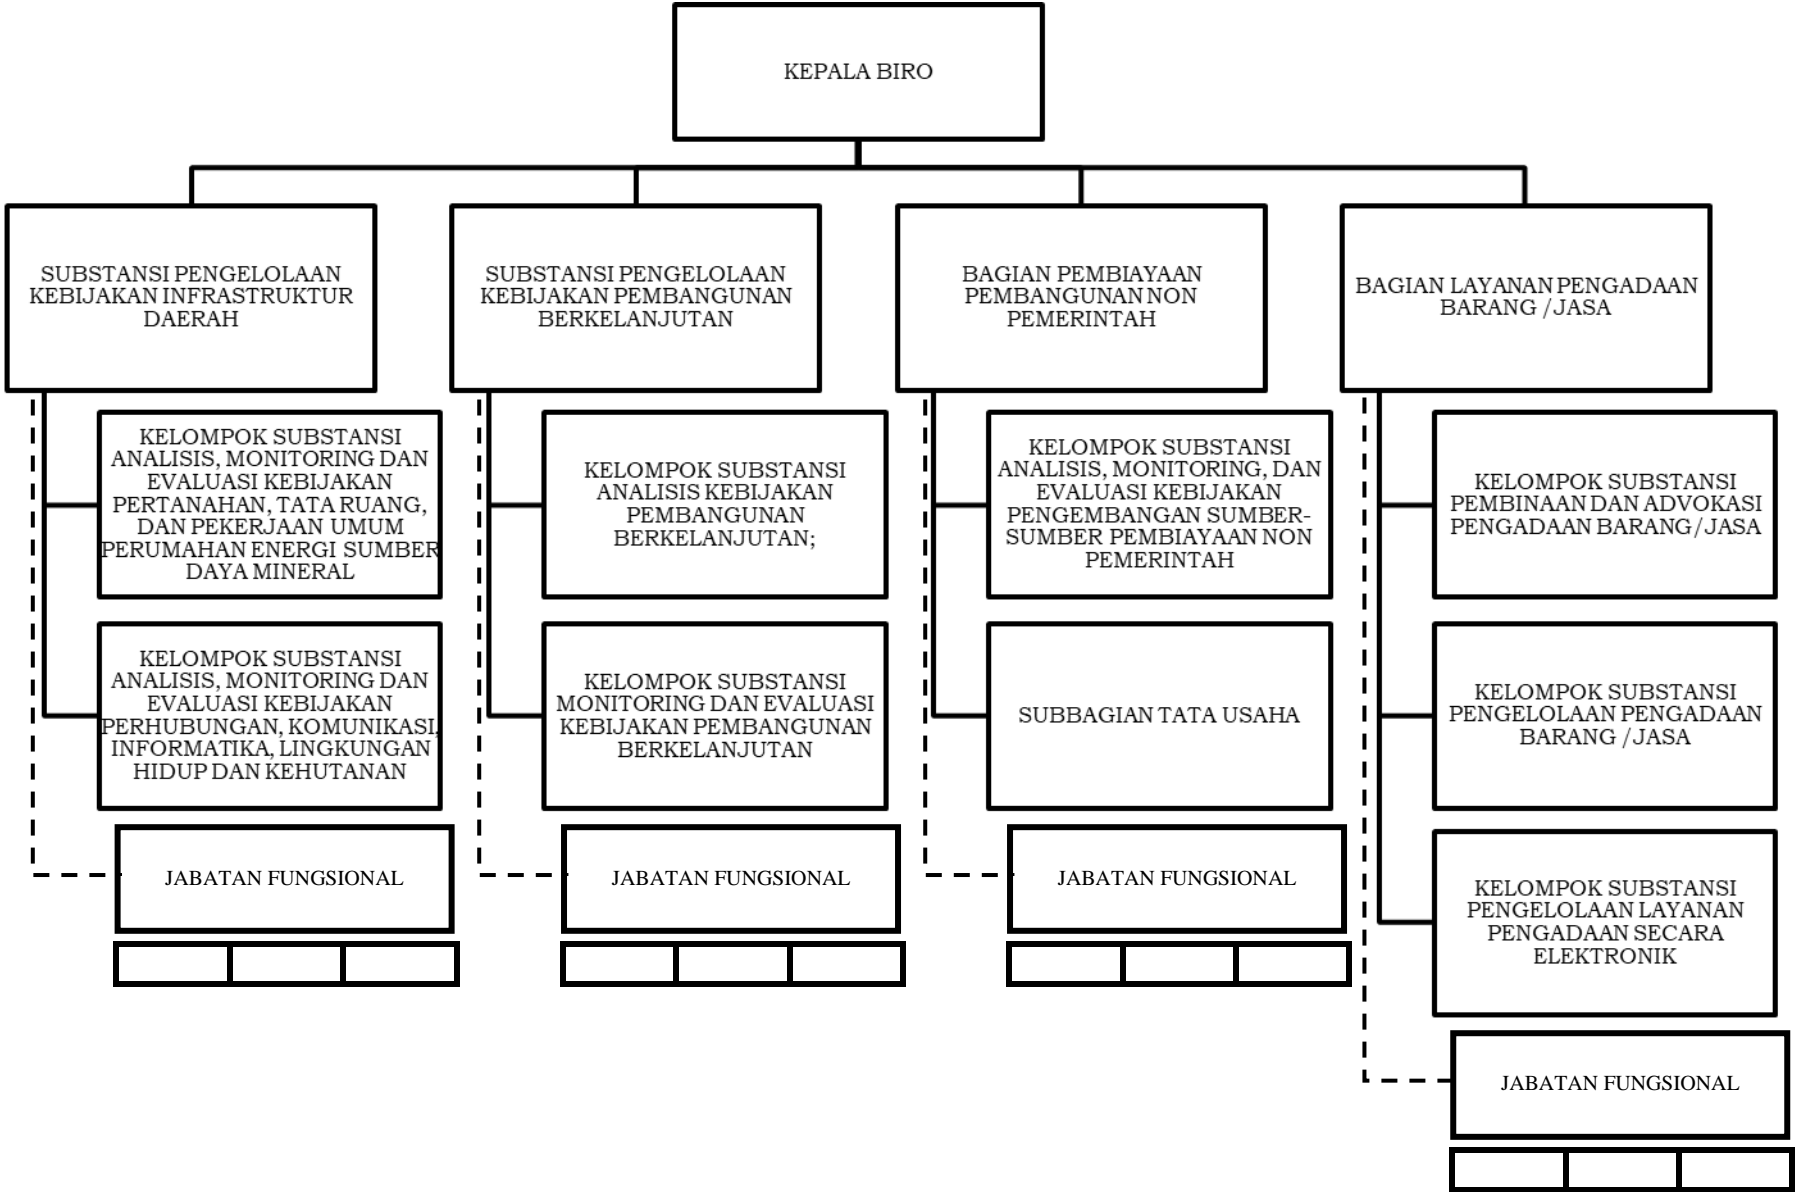 KEPALA BIRO
SUBSTANSI PENGELOLAAN
KEBIJAKAN INFRASTRUKTUR
DAERAH
SUBSTANSI PENGELOLAAN
KEBIJAKAN PEMBANGUNAN
BERKELANJUTAN
BAGIAN PEMBIAYAAN
PEMBANGUNAN NON
PEMERINTAH
BAGIAN LAYANAN PENGADAAN
BARANG /JASA
KELOMPOK SUBSTANSI
ANALISIS, MONITORING DAN
EVALUASI KEBIJAKAN
PERTANAHAN, TATA RUANG,
DAN PEKERJAAN UMUM
PERUMAHAN ENERGI SUMBER
DAYA MINERAL
KELOMPOK SUBSTANSI
ANALISIS, MONITORING DAN
EVALUASI KEBIJAKAN
PERHUBUNGAN, KOMUNIKASI,
INFORMATIKA, LINGKUNGAN
HIDUP DAN KEHUTANAN
JABATAN FUNGSIONAL
KELOMPOK SUBSTANSI
ANALISIS KEBIJAKAN
PEMBANGUNAN
BERKELANJUTAN;
KELOMPOK SUBSTANSI
MONITORING DAN EVALUASI
KEBIJAKAN PEMBANGUNAN
BERKELANJUTAN
JABATAN FUNGSIONAL
KELOMPOK SUBSTANSI
ANALISIS, MONITORING, DAN
EVALUASI KEBIJAKAN
PENGEMBANGAN SUMBER-
SUMBER PEMBIAYAAN NON
PEMERINTAH
SUBBAGIAN TATA USAHA
JABATAN FUNGSIONAL
KELOMPOK SUBSTANSI
PEMBINAAN DAN ADVOKASI
PENGADAAN BARANG/JASA
KELOMPOK SUBSTANSI
PENGELOLAAN PENGADAAN
BARANG /JASA
KELOMPOK SUBSTANSI
PENGELOLAAN LAYANAN
PENGADAAN SECARA
ELEKTRONIK
JABATAN FUNGSIONAL